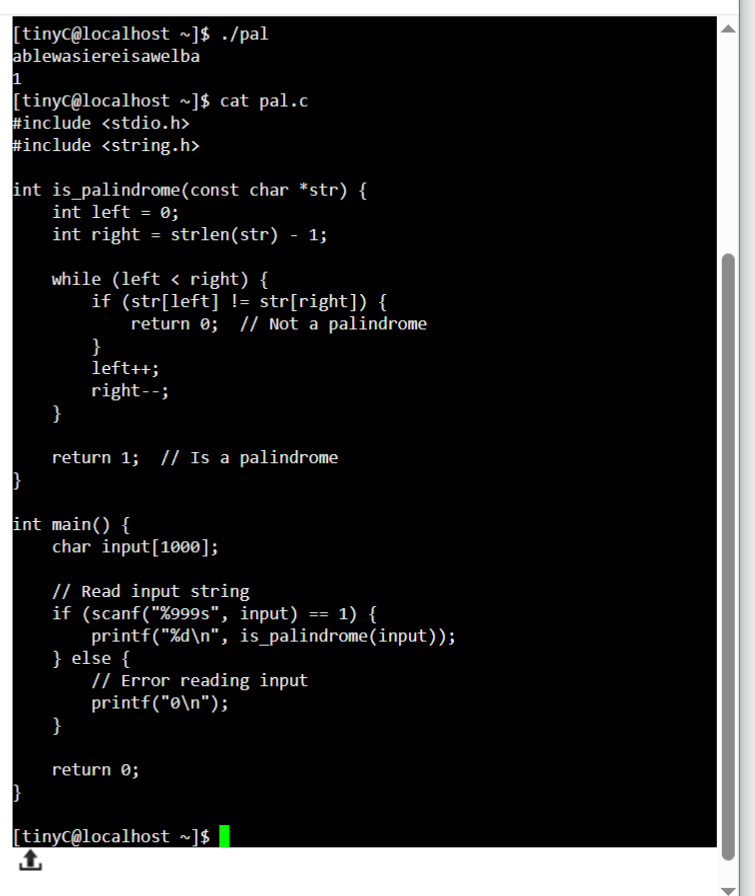 [tinyC@localhost ~]$ ./pal
ablewasiereisawelba
1
[tinyC@localhost ~]$ cat pal.c
#include <stdio.h>
#include <string.h>

int is_palindrome(const char *str) {
    int left = 0;
    int right = strlen(str) - 1;

    while (left < right) {
        if (str[left] != str[right]) {
            return 0;  // Not a palindrome
        }
        left++;
        right--;
    }

    return 1;  // Is a palindrome
}

int main() {
    char input[1000];

    // Read input string
    if (scanf("%999s", input) == 1) {
        printf("%d\n", is_palindrome(input));
    } else {
        // Error reading input
        printf("0\n");
    }

    return 0;
}

[tinyC@localhost ~]$